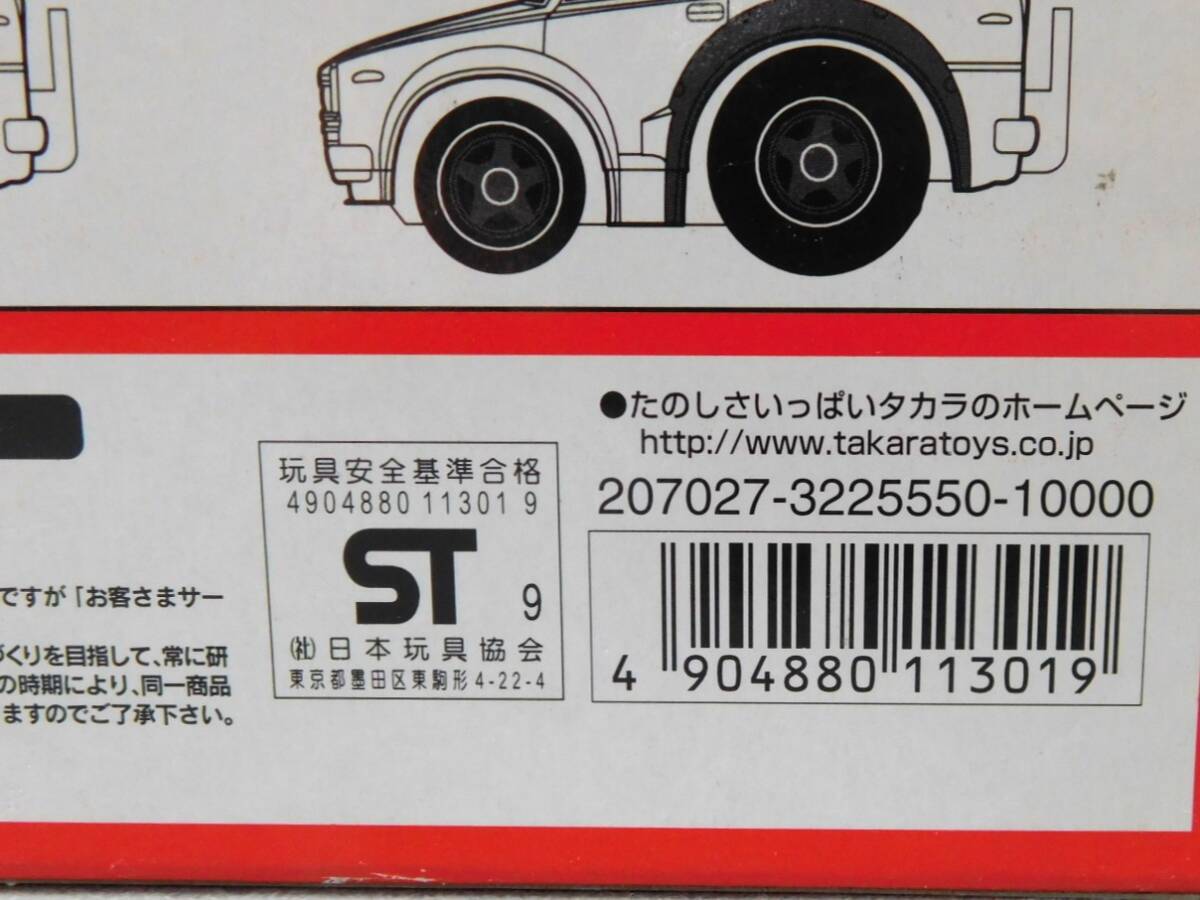 ●たのしさいっぱいタカラのホームページ
http://www.takaratoys.co.jp
207027-3225550-10000
玩具安全基準合格
4904880 11301 9
ST 9
㈳日本玩具協会
東京都墨田区東駒形4-22-4
4 904880 113019
ですが「お客さまサー
づくりを目指して、常に研
の時期により、同一商品
ますのでご了承下さい。